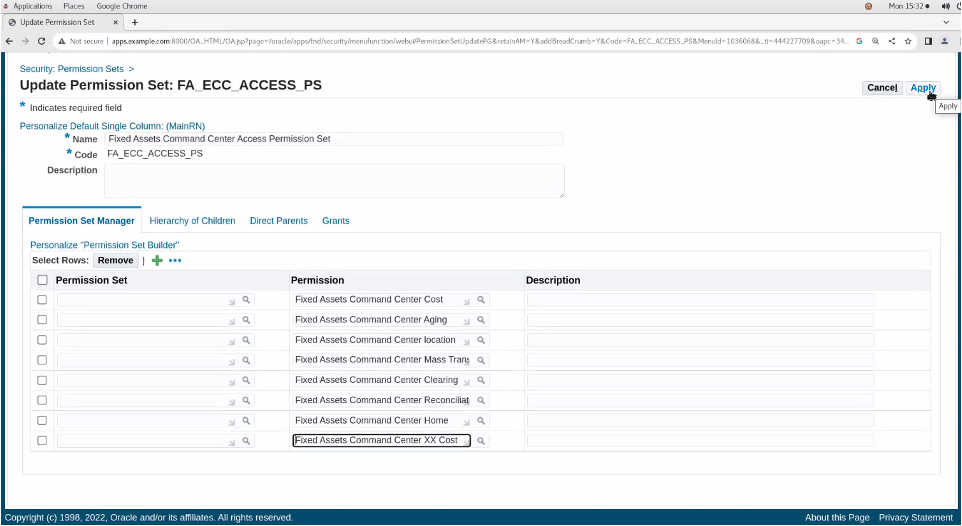 Applications Places Google Chrome Mon 15:32
Update Permission Set
Not secure | apps.example.com:8000/OA_HTML/OA.jsp?page=/oracle/apps/fnd/security/menufunction/webui/PermissionSetUpdatePG&retainAM=Y&addBreadCrumb=Y&Code=FA_ECC_ACCESS_PS&MenuId=1036068&_ti=444227709&oapc=34...
Security: Permission Sets >
Update Permission Set: FA_ECC_ACCESS_PS
Cancel Apply
* Indicates required field
Apply
Personalize Default Single Column: (MainRN)
* Name Fixed Assets Command Center Access Permission Set
* Code FA_ECC_ACCESS_PS
Description
Permission Set Manager Hierarchy of Children Direct Parents Grants
Personalize "Permission Set Builder"
Select Rows: Remove |
Permission Set Permission Description
Fixed Assets Command Center Cost
Fixed Assets Command Center Aging
Fixed Assets Command Center location
Fixed Assets Command Center Mass Trans
Fixed Assets Command Center Clearing
Fixed Assets Command Center Reconciliat
Fixed Assets Command Center Home
Fixed Assets Command Center XX Cost
Copyright (c) 1998, 2022, Oracle and/or its affiliates. All rights reserved. About this Page Privacy Statement